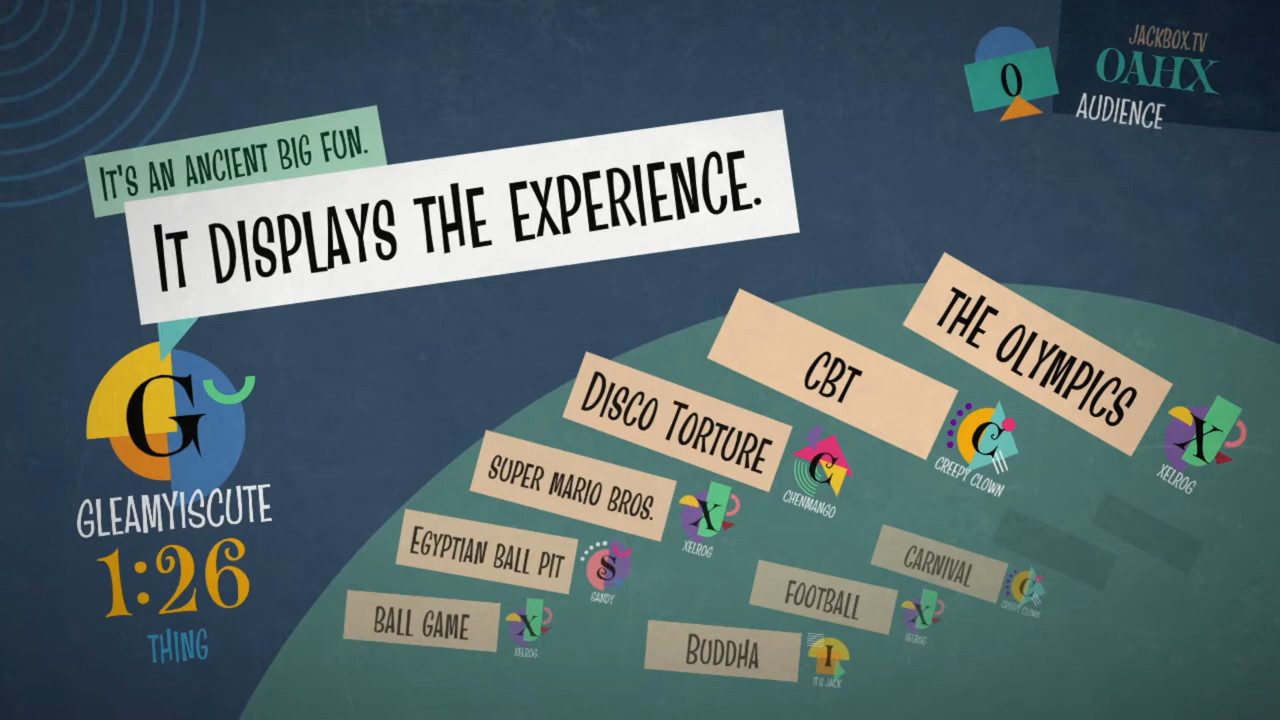 JACKBOX.TV
OAHX
0
AUDIENCE
IT'S AN ANCIENT BIG FUN.
IT DISPLAYS THE EXPERIENCE.
G
GLEAMYISCUTE
1:26
THING
THE OLYMPICS
X
XELROG
CBT
C
CREEPY CLOWN
DISCO TORTURE
C
CHENMANGO
SUPER MARIO BROS.
X
XELROG
EGYPTIAN BALL PIT
S
GANDY
BALL GAME
X
XELROG
CARNIVAL
C
CREEPY CLOWN
FOOTBALL
X
XELROG
BUDDHA
I
IT'S JACK